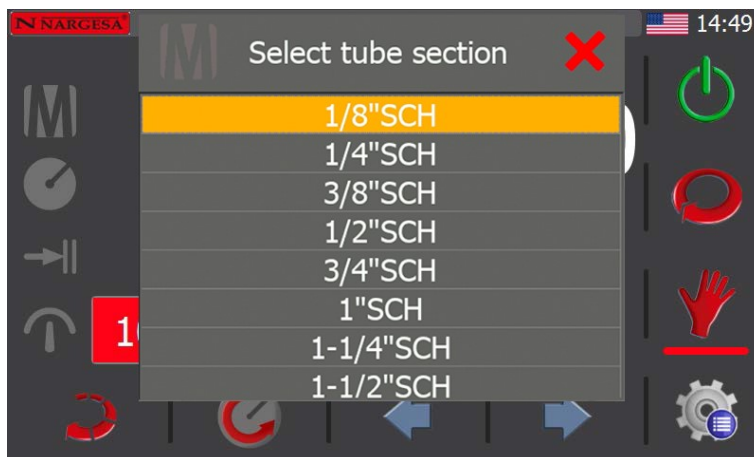 N NARGESA
Select tube section
14:49
1/8"SCH
1/4"SCH
3/8"SCH
1/2"SCH
3/4"SCH
1"SCH
1-1/4"SCH
1-1/2"SCH